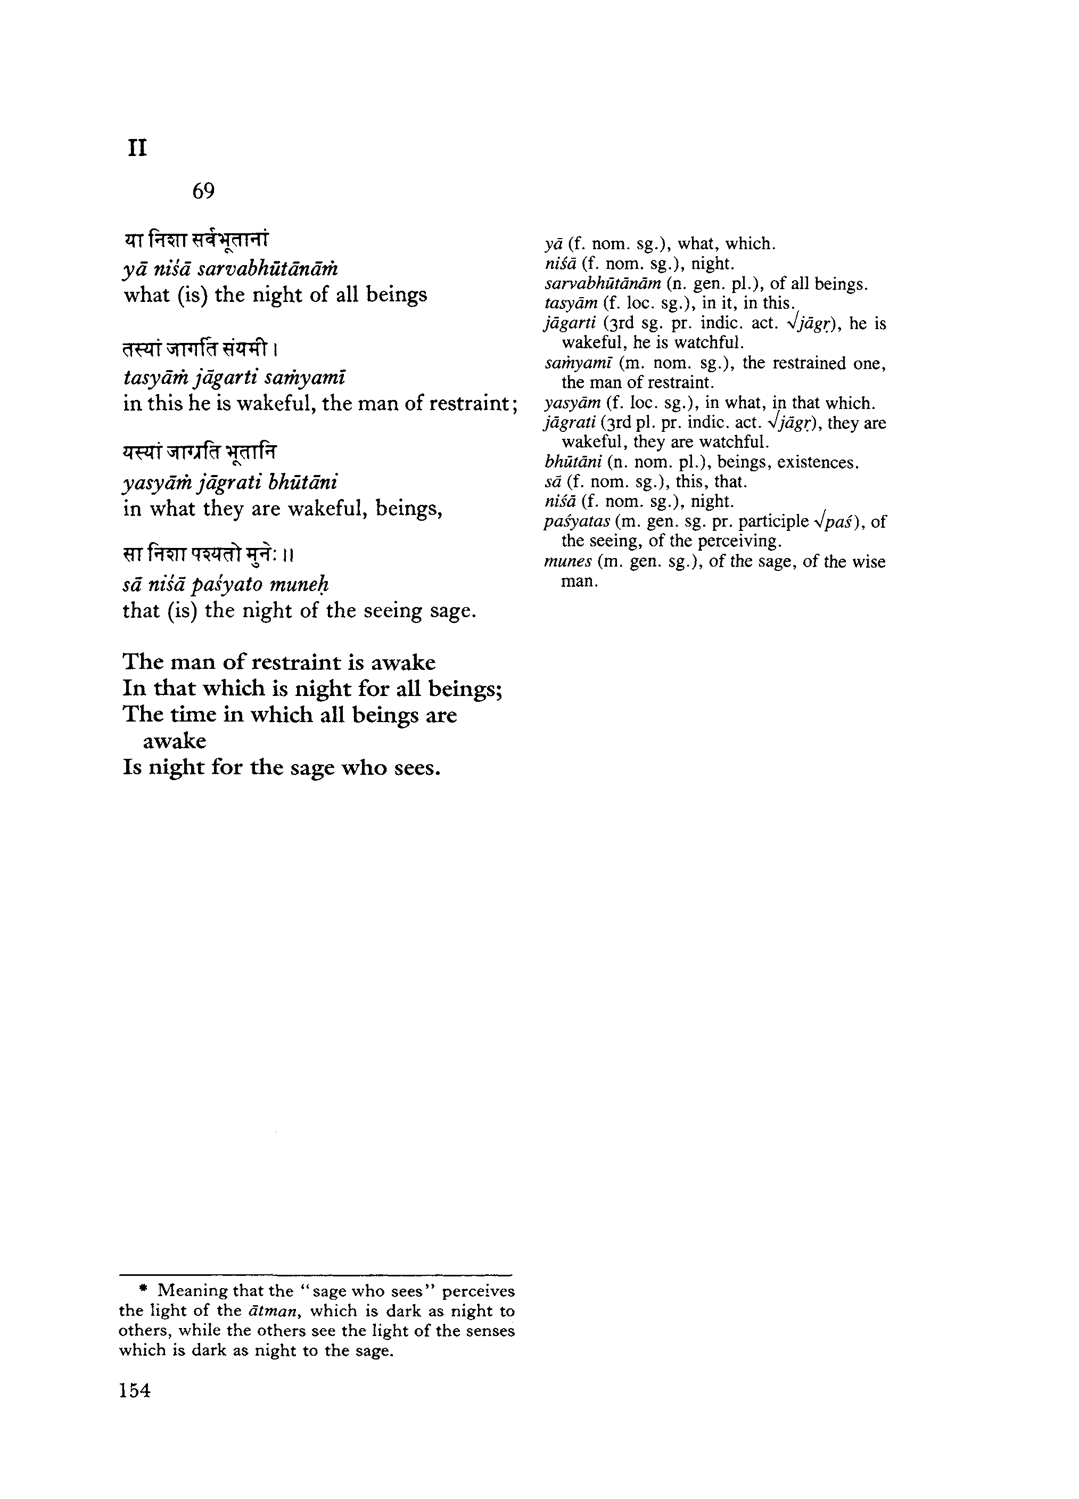 II
69
या निशा सर्वभूतानां
yā niśā sarvabhūtānāṁ
what (is) the night of all beings
तस्यां जागर्ति संयमी ।
tasyāṁ jāgarti saṁyamī
in this he is wakeful, the man of restraint;
यस्यां जाग्रति भूतानि
yasyāṁ jāgrati bhūtāni
in what they are wakeful, beings,
सा निशा पश्यतो मुनेः ॥
sā niśā paśyato muneḥ
that (is) the night of the seeing sage.
The man of restraint is awake
In that which is night for all beings;
The time in which all beings are
awake
Is night for the sage who sees.
yā (f. nom. sg.), what, which.
niśā (f. nom. sg.), night.
sarvabhūtānām (n. gen. pl.), of all beings.
tasyām (f. loc. sg.), in it, in this.
jāgarti (3rd sg. pr. indic. act. √jāgṛ), he is
wakeful, he is watchful.
saṁyamī (m. nom. sg.), the restrained one,
the man of restraint.
yasyām (f. loc. sg.), in what, in that which.
jāgrati (3rd pl. pr. indic. act. √jāgṛ), they are
wakeful, they are watchful.
bhūtāni (n. nom. pl.), beings, existences.
sā (f. nom. sg.), this, that.
niśā (f. nom. sg.), night.
paśyatas (m. gen. sg. pr. participle √paś), of
the seeing, of the perceiving.
munes (m. gen. sg.), of the sage, of the wise
man.
* Meaning that the "sage who sees" perceives
the light of the ātman, which is dark as night to
others, while the others see the light of the senses
which is dark as night to the sage.
154